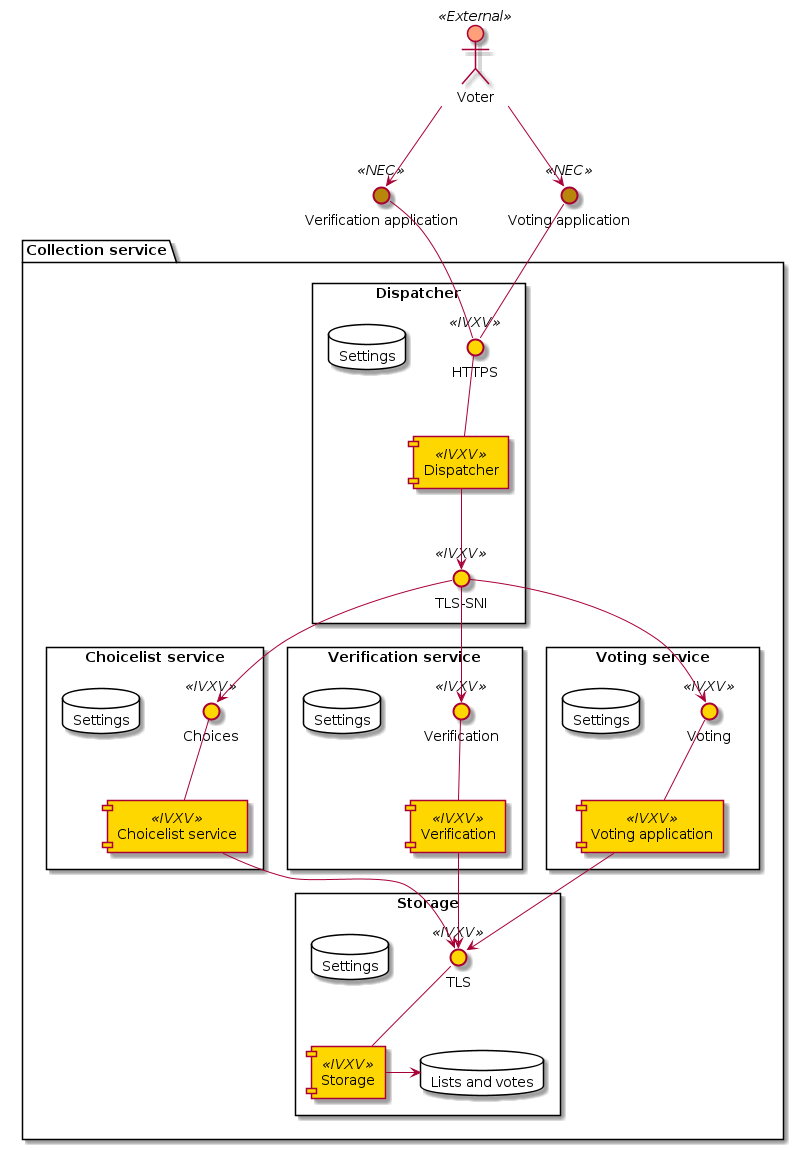 «External»
Voter
«NEC»
Verification application
«NEC»
Voting application
Collection service
Dispatcher
Settings
«IVXV»
HTTPS
«IVXV»
Dispatcher
«IVXV»
TLS-SNI
Choicelist service
Settings
«IVXV»
Choices
«IVXV»
Choicelist service
Verification service
Settings
«IVXV»
Verification
«IVXV»
Verification
Voting service
Settings
«IVXV»
Voting
«IVXV»
Voting application
Storage
Settings
«IVXV»
TLS
«IVXV»
Storage
Lists and votes